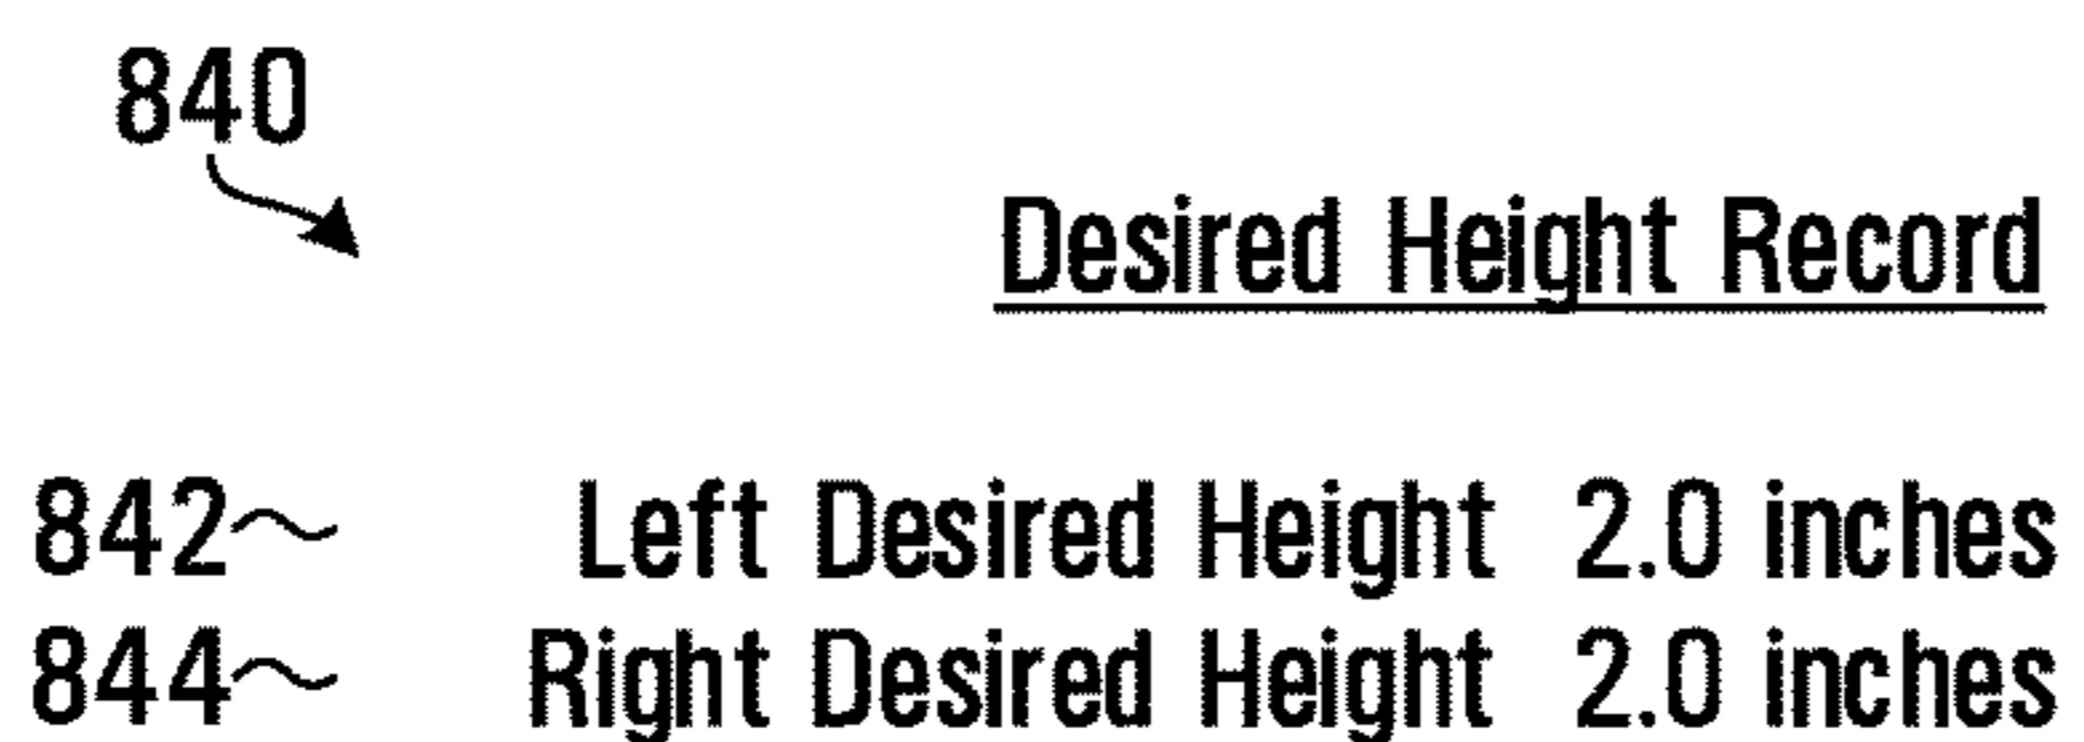 840
Desired Height Record
842 Left Desired Height 2.0 inches
844 Right Desired Height 2.0 inches